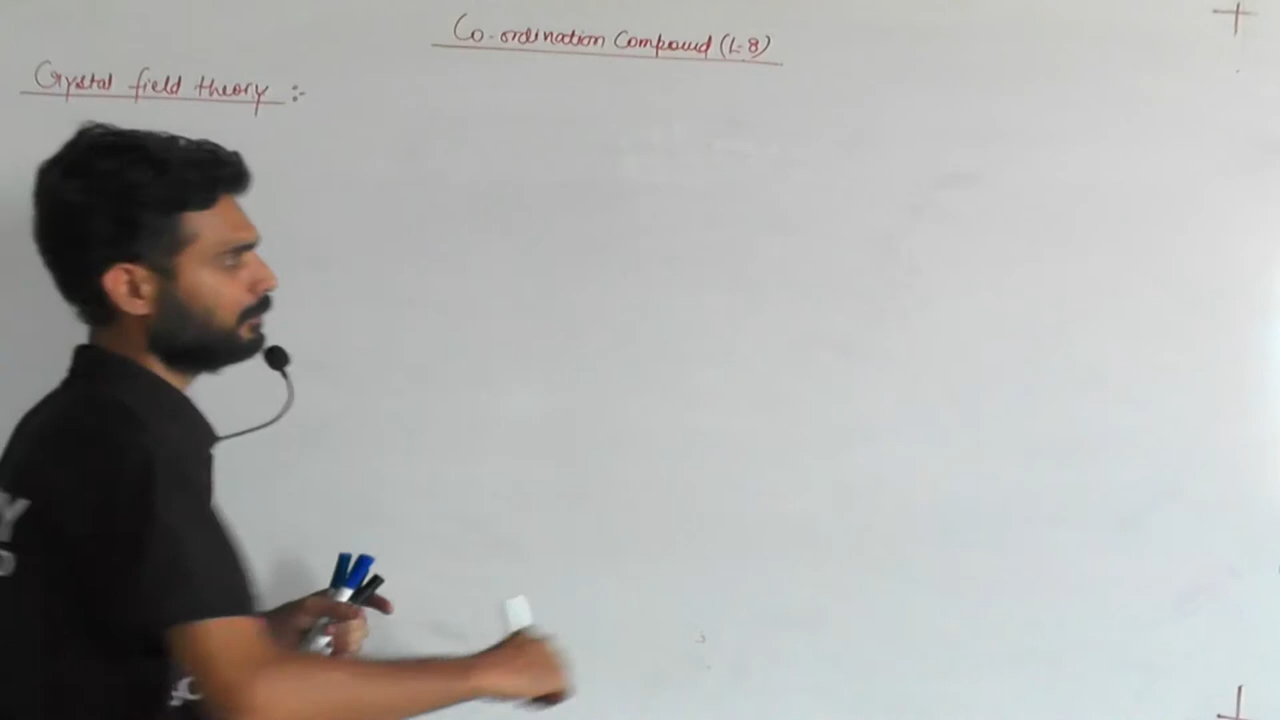 Co-ordination Compound (L-8)
Crystal field theory :-